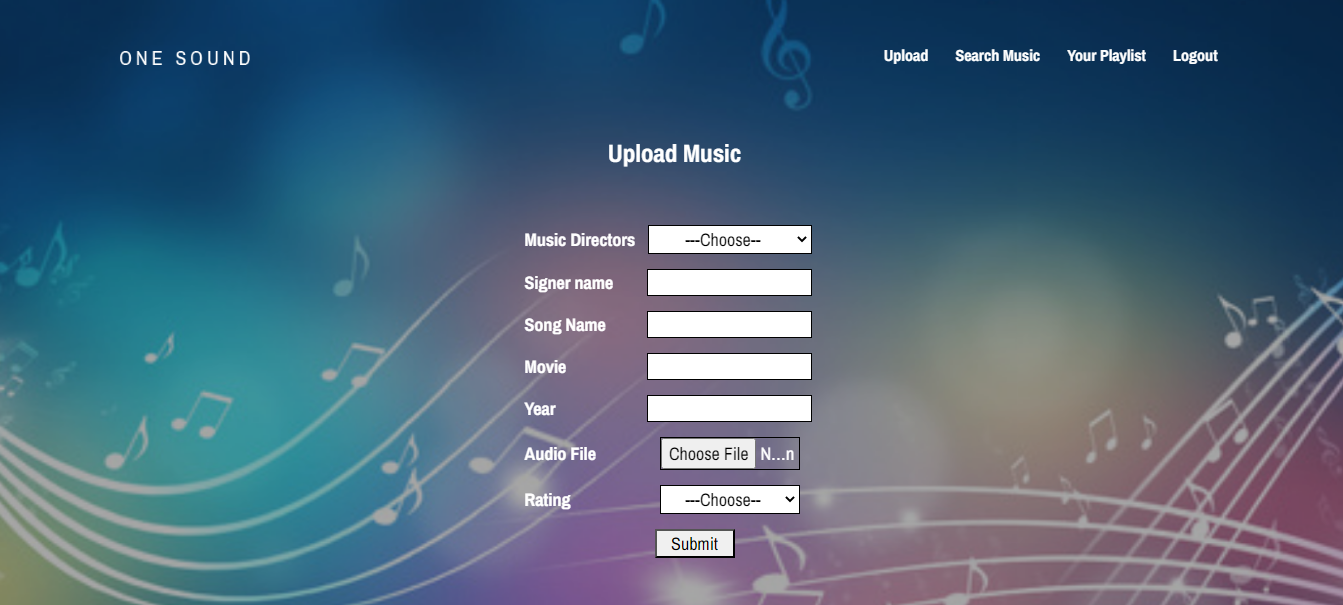 ONE SOUND
Upload Search Music Your Playlist Logout
Upload Music
Music Directors ---Choose--
Signer name
Song Name
Movie
Year
Audio File Choose File N...n
Rating ---Choose--
Submit